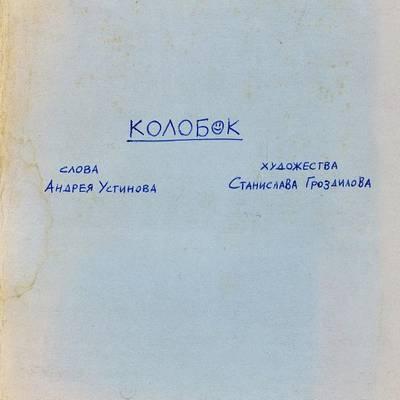 КОЛОБОК
СЛОВА
АНДРЕЯ УСТИНОВА
ХУДОЖЕСТВА
СТАНИСЛАВА ГРОЗДИЛОВА